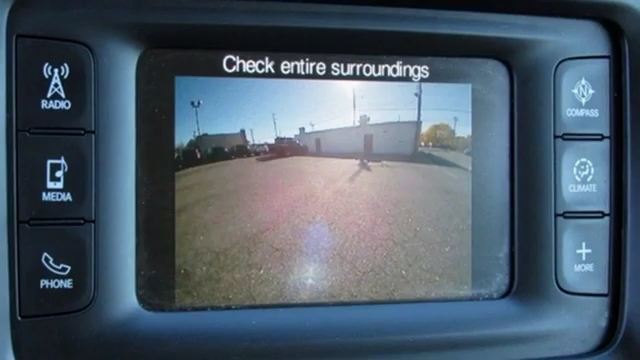 Check entire surroundings
RADIO
MEDIA
PHONE
N
COMPASS
CLIMATE
MORE